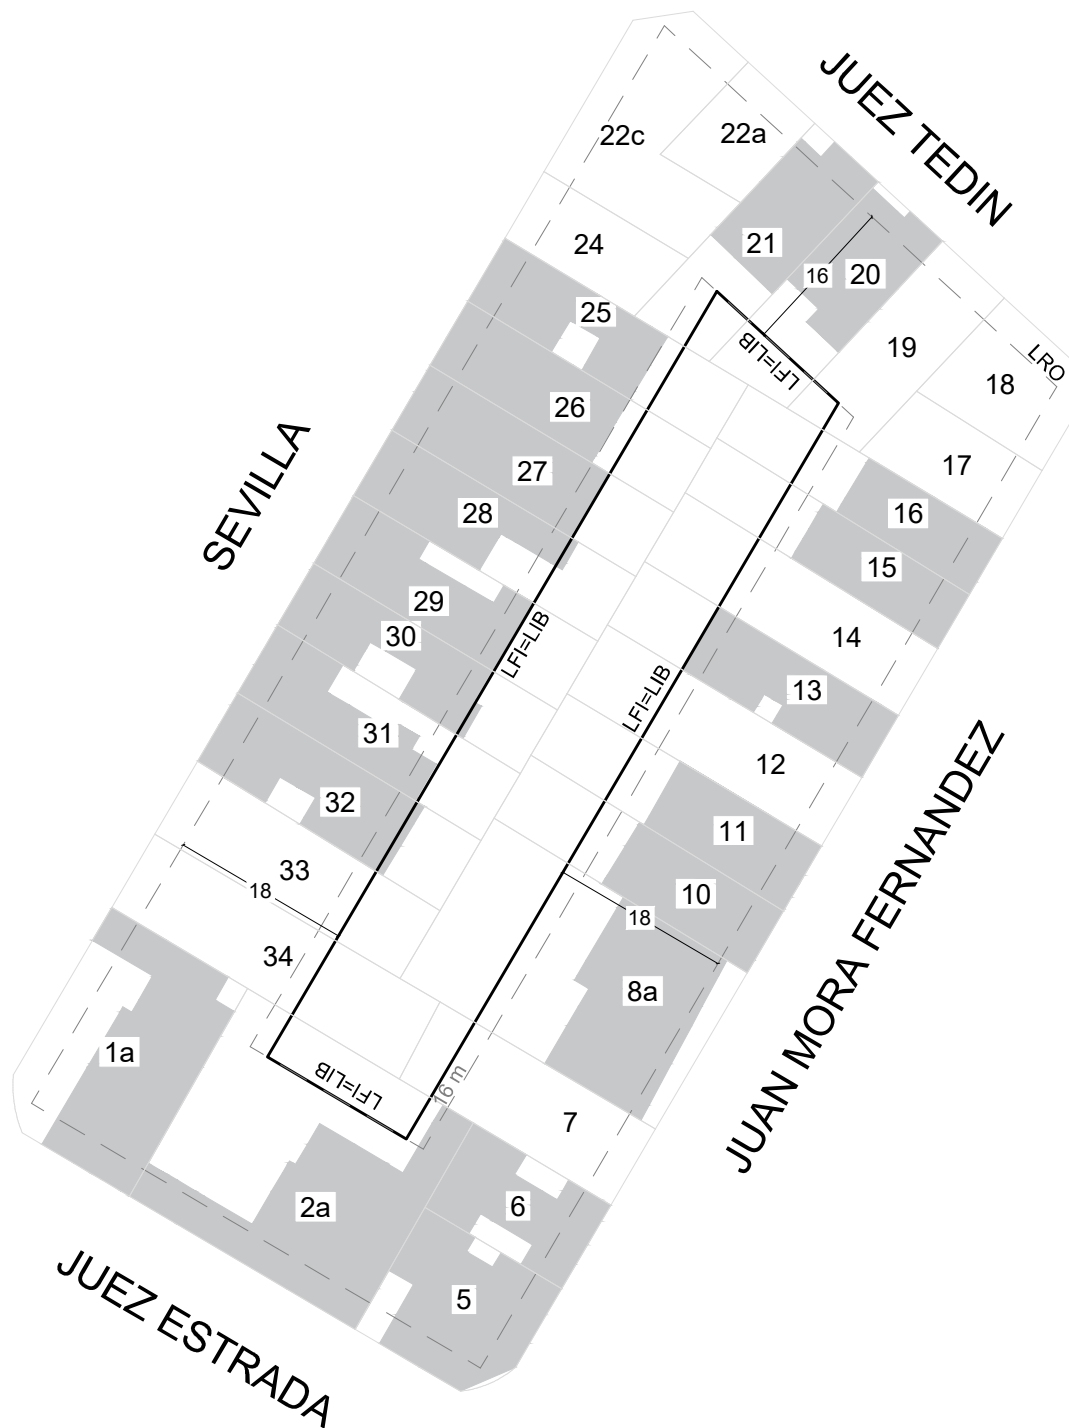 JUEZ TEDIN
22c
22a
21
20
16
24
25
19
LRO
18
LFI=LIB
26
17
27
16
28
15
SEVILLA
29
30
14
LFI=LIB
LFI=LIB
13
31
12
32
11
33
18
10
18
34
8a
JUAN MORA FERNANDEZ
1a
LFI=LIB
16 m
7
2a
6
5
JUEZ ESTRADA